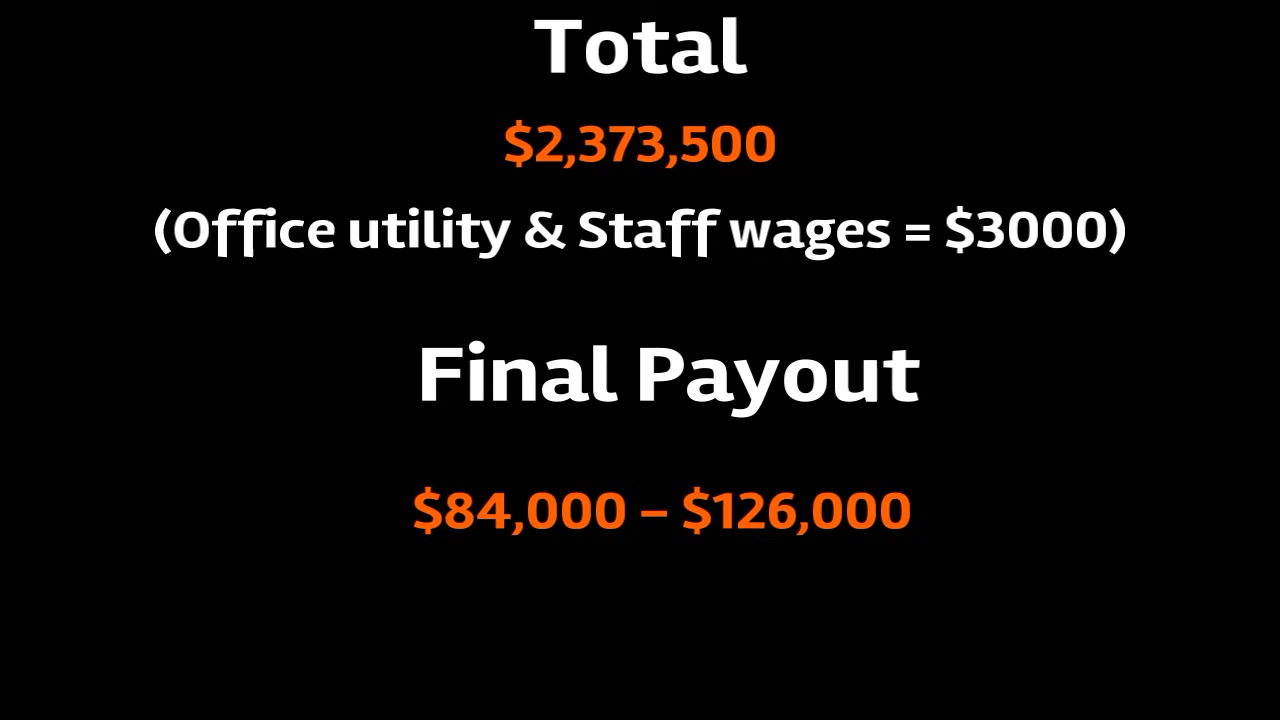 Total
$2,373,500
(Office utility & Staff wages = $3000)
Final Payout
$84,000 – $126,000